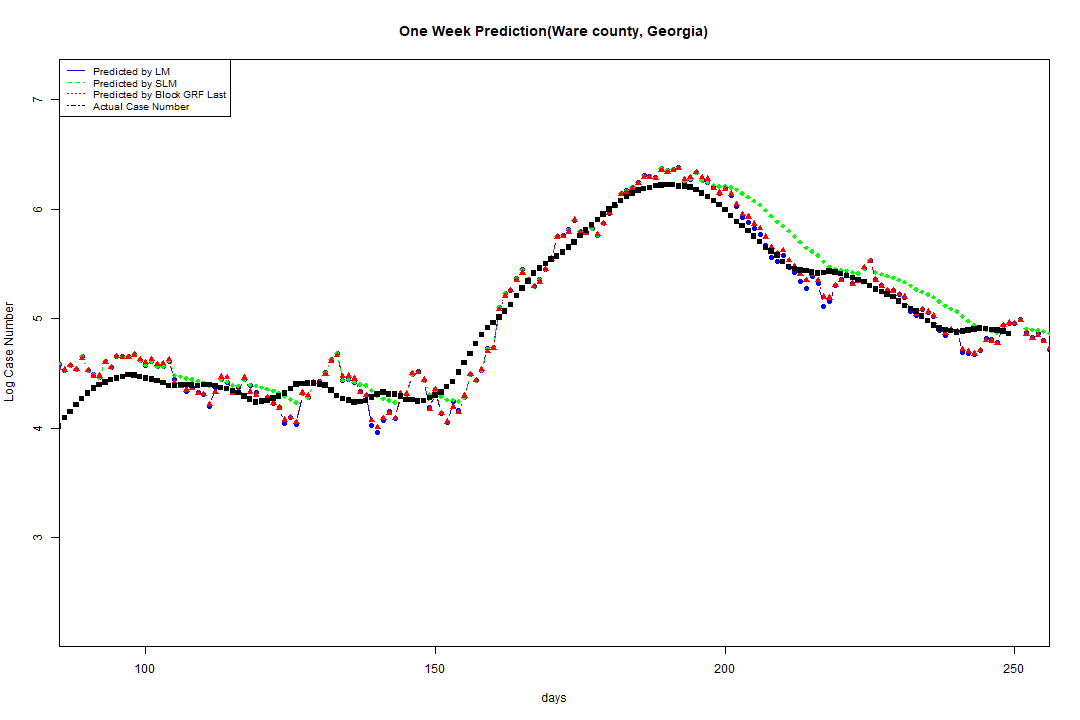 One Week Prediction(Ware county, Georgia)
Predicted by LM
Predicted by SLM
Predicted by Block GRF Last
Actual Case Number
7
6
5
4
3
Log Case Number
100 150 200 250
days